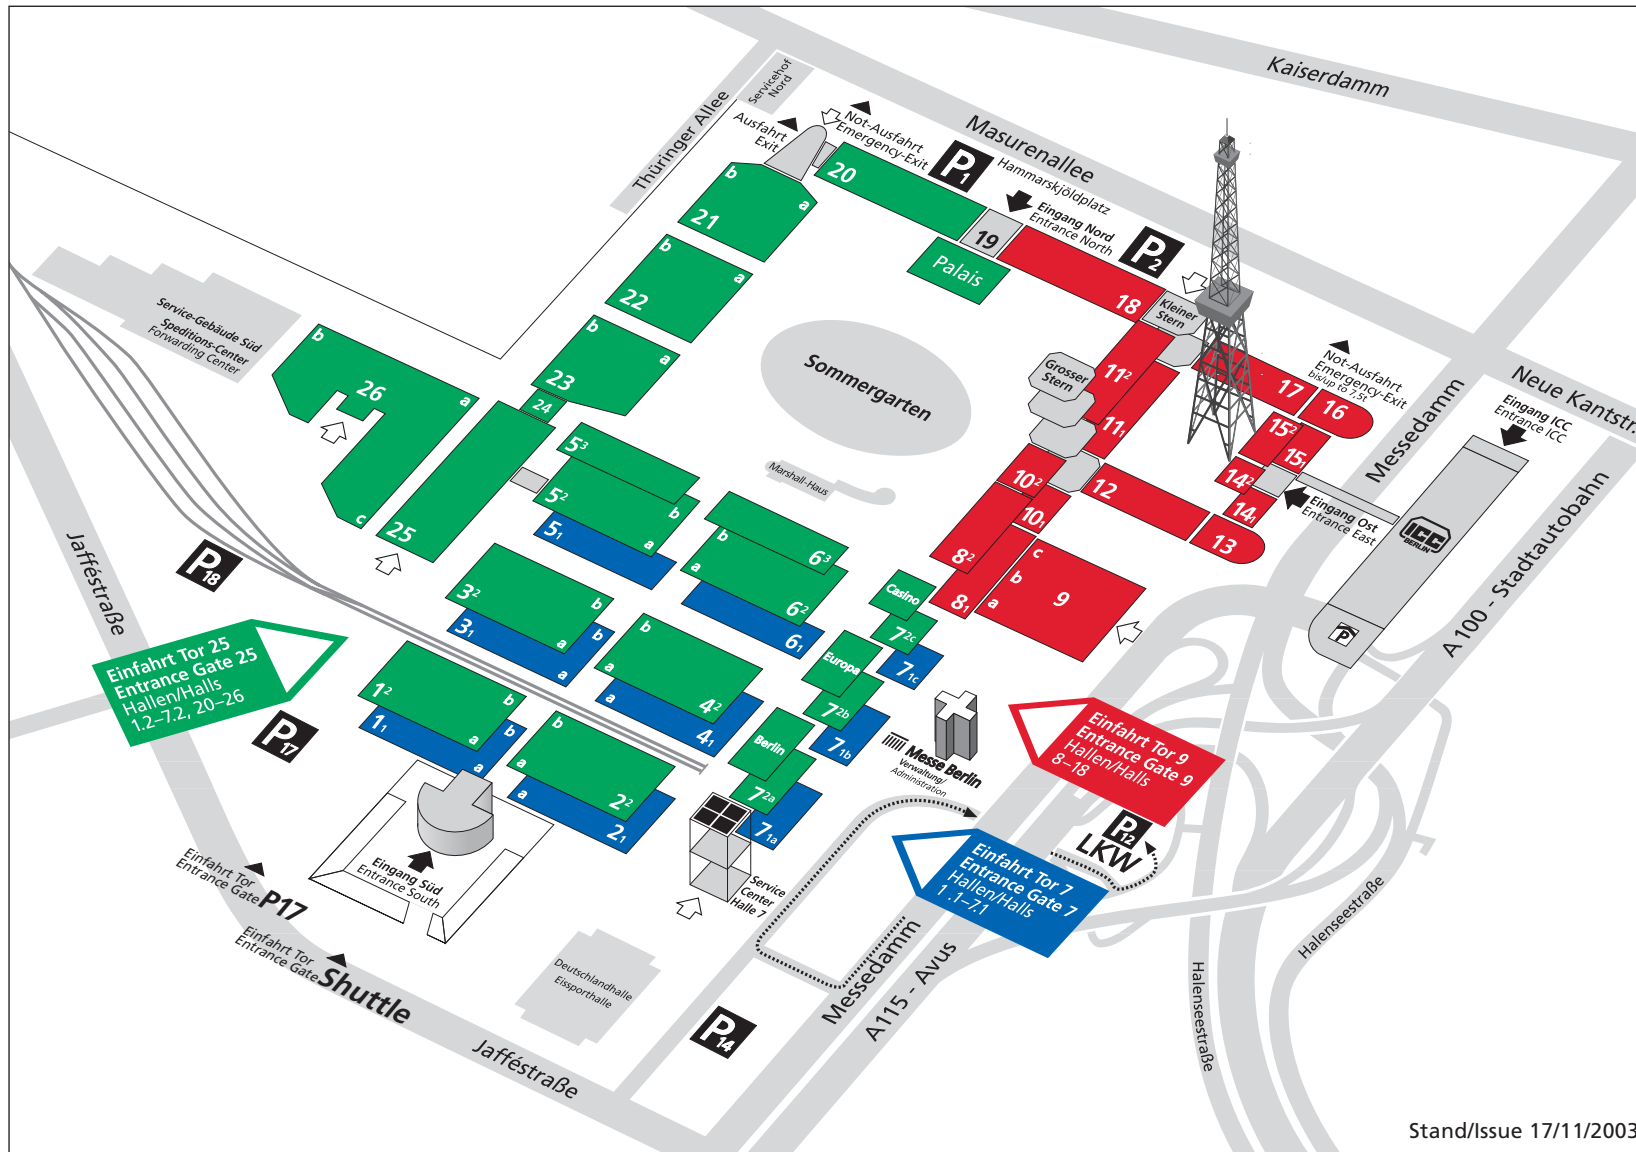 Kaiserdamm
Masurenallee
Thüringer Allee
Servicehof
Nord
Ausfahrt
Exit
Not-Ausfahrt
Emergency-Exit
P1
Hammarskjöldplatz
Eingang Nord
Entrance North
P2
20
19
18
Palais
Kleiner
Stern
b
a
21
b
a
22
b
a
23
24
Sommergarten
Marshall-Haus
Grosser
Stern
11²
11₁
17
16
Not-Ausfahrt
Emergency-Exit
bis/up to 7,5t
15²
15₁
14²
14₁
12
13
10²
10₁
8²
8₁
c
b
a
9
Eingang Ost
Entrance East
Messedamm
Neue Kantstr.
Eingang ICC
Entrance ICC
ICC
BERLIN
P
A 100 - Stadtautobahn
Service-Gebäude Süd
Speditions-Center
Forwarding Center
b
26
a
c
25
5³
5²
b
a
5₁
6³
b
a
6²
6₁
3²
b
a
3₁
b
a
b
a
4²
a
4₁
1²
b
a
1₁
b
a
b
a
2²
a
2₁
Casino
7²ᶜ
7₁c
Europa
7²ᵇ
7₁b
Berlin
7²ᵃ
7₁a
P18
Jafféstraße
Einfahrt Tor 25
Entrance Gate 25
Hallen/Halls
1.2–7.2, 20–26
P17
Messe Berlin
Verwaltung/
Administration
Einfahrt Tor 9
Entrance Gate 9
Hallen/Halls
8–18
P12
LKW
Einfahrt Tor 7
Entrance Gate 7
Hallen/Halls
1.1–7.1
Eingang Süd
Entrance South
Service
Center
Halle 7
Einfahrt Tor
Entrance Gate P17
Einfahrt Tor
Entrance Gate Shuttle
Deutschlandhalle
Eissporthalle
P14
Messedamm
A115 - Avus
Halenseestraße
Halenseestraße
Jafféstraße
Stand/Issue 17/11/2003